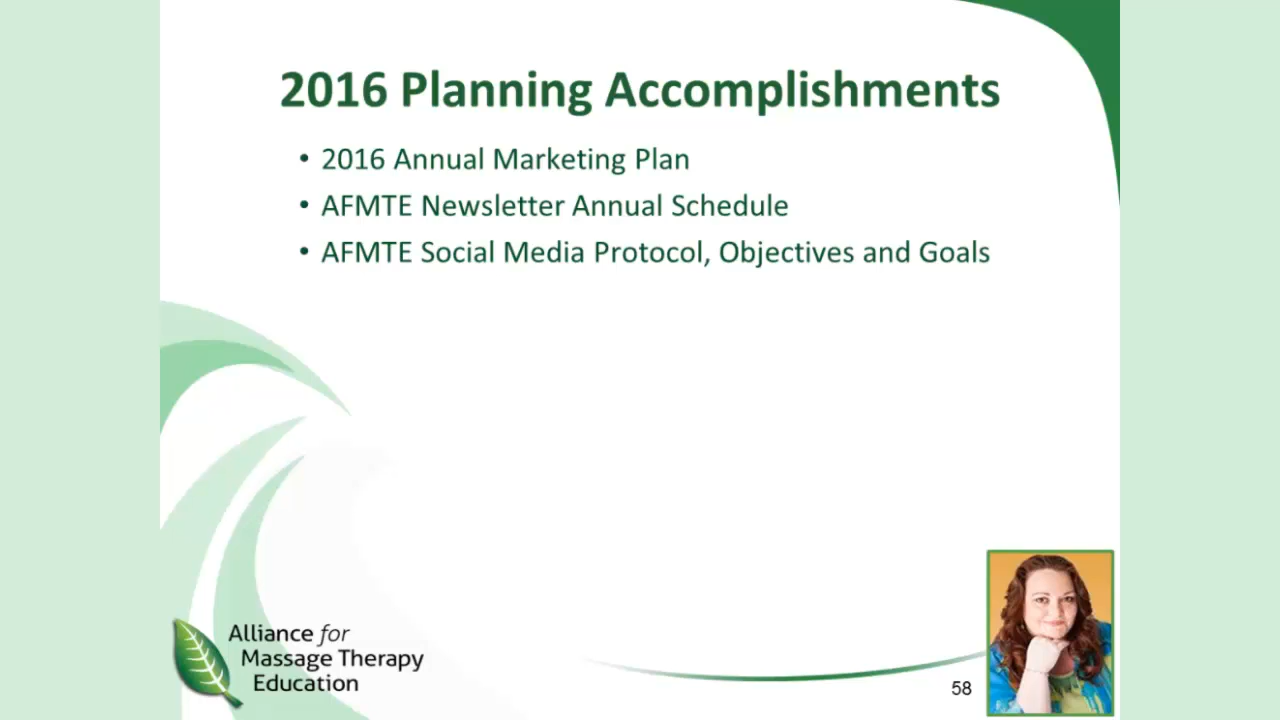 2016 Planning Accomplishments
• 2016 Annual Marketing Plan
• AFMTE Newsletter Annual Schedule
• AFMTE Social Media Protocol, Objectives and Goals
Alliance for
Massage Therapy
Education
58